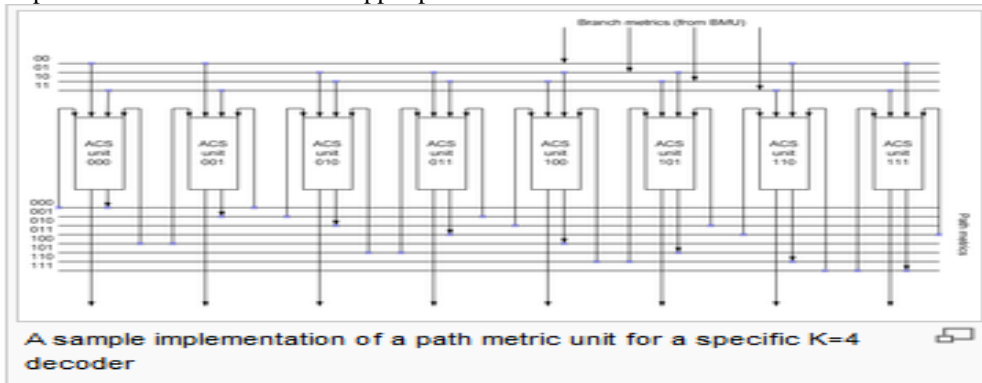 Branch metrics (from BMU)
00
01
10
11
ACS unit 000
ACS unit 001
ACS unit 010
ACS unit 011
ACS unit 100
ACS unit 101
ACS unit 110
ACS unit 111
000
001
010
011
100
101
110
111
Path metrics
A sample implementation of a path metric unit for a specific K=4
decoder